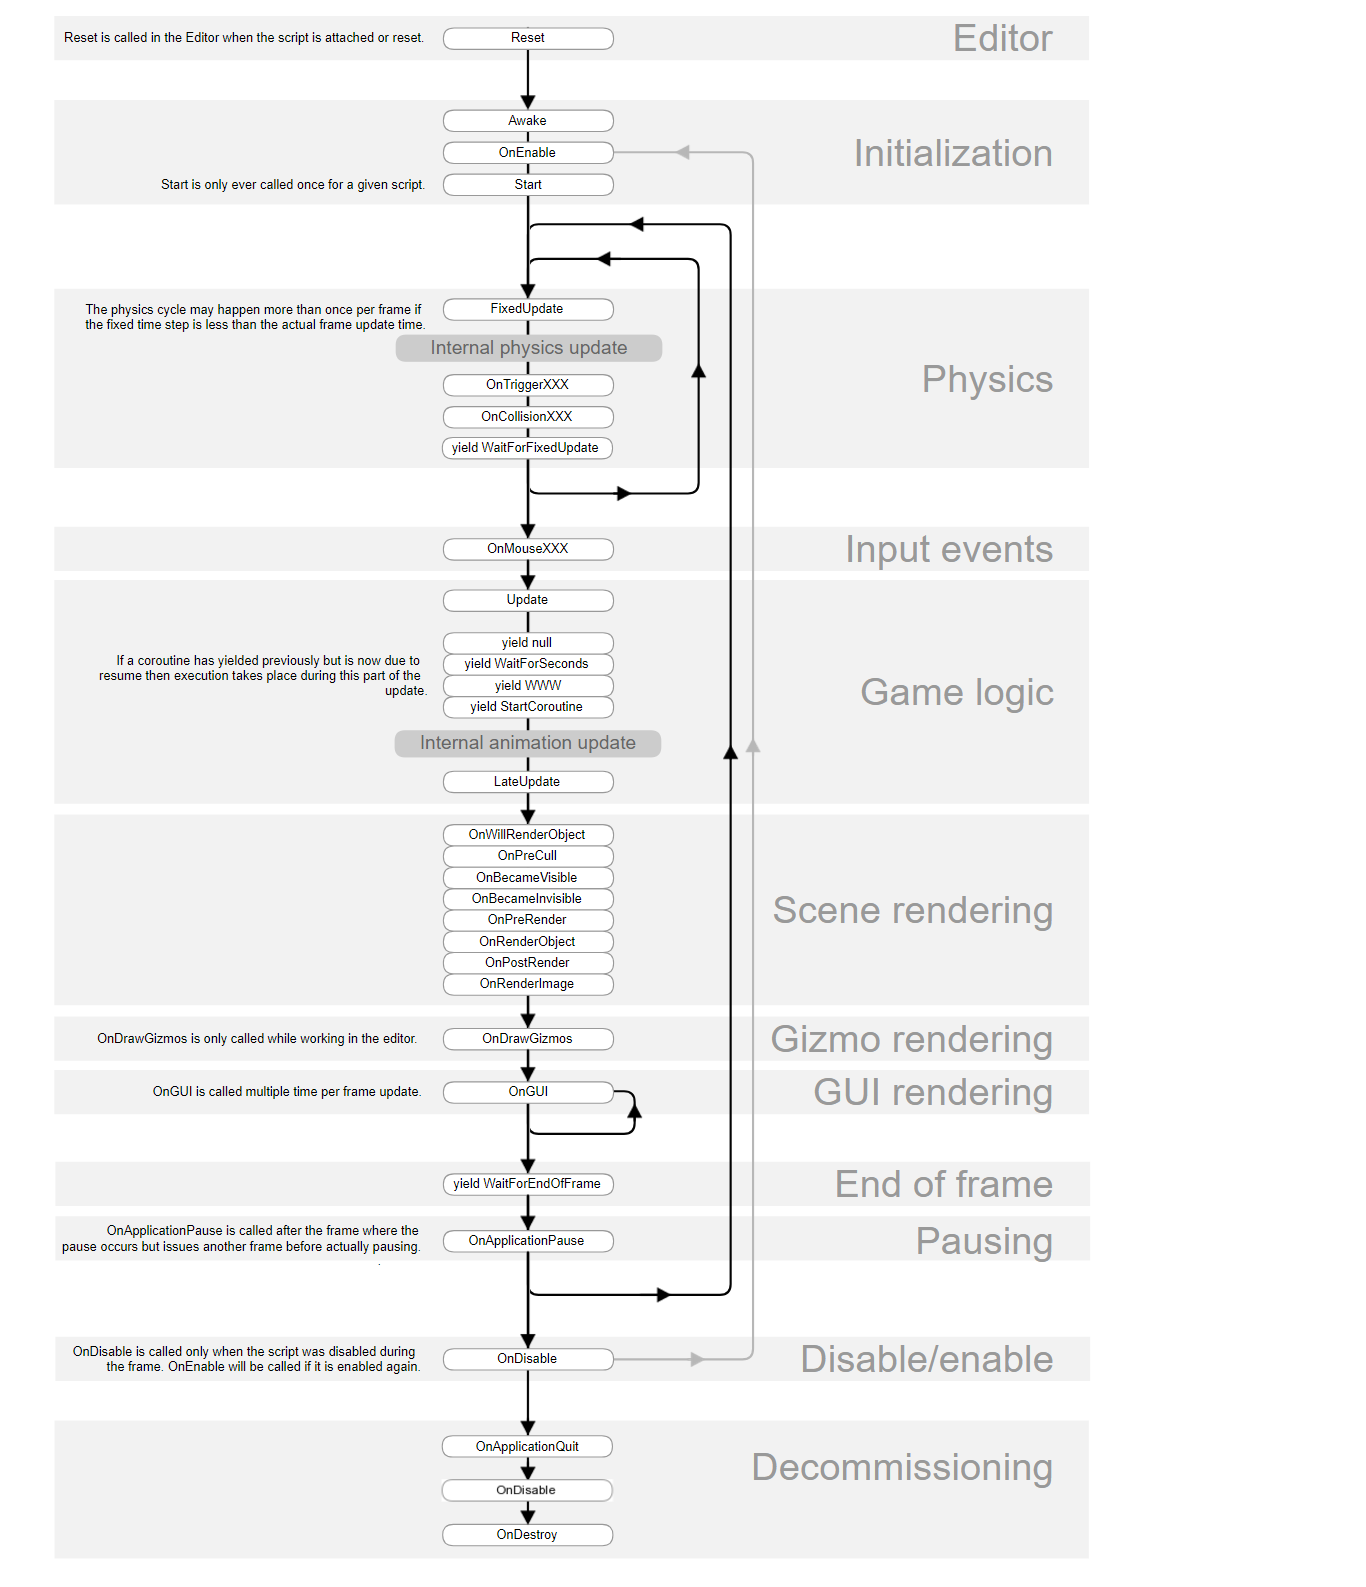 Reset is called in the Editor when the script is attached or reset.
Reset
Editor
Awake
OnEnable
Initialization
Start is only ever called once for a given script.
Start
The physics cycle may happen more than once per frame if
the fixed time step is less than the actual frame update time.
FixedUpdate
Internal physics update
Physics
OnTriggerXXX
OnCollisionXXX
yield WaitForFixedUpdate
OnMouseXXX
Input events
Update
yield null
If a coroutine has yielded previously but is now due to
resume then execution takes place during this part of the
update.
yield WaitForSeconds
yield WWW
yield StartCoroutine
Game logic
Internal animation update
LateUpdate
OnWillRenderObject
OnPreCull
OnBecameVisible
OnBecameInvisible
OnPreRender
OnRenderObject
OnPostRender
OnRenderImage
Scene rendering
OnDrawGizmos is only called while working in the editor.
OnDrawGizmos
Gizmo rendering
OnGUI is called multiple time per frame update.
OnGUI
GUI rendering
yield WaitForEndOfFrame
End of frame
OnApplicationPause is called after the frame where the
pause occurs but issues another frame before actually pausing.
.
OnApplicationPause
Pausing
OnDisable is called only when the script was disabled during
the frame. OnEnable will be called if it is enabled again.
OnDisable
Disable/enable
OnApplicationQuit
Decommissioning
OnDisable
OnDestroy